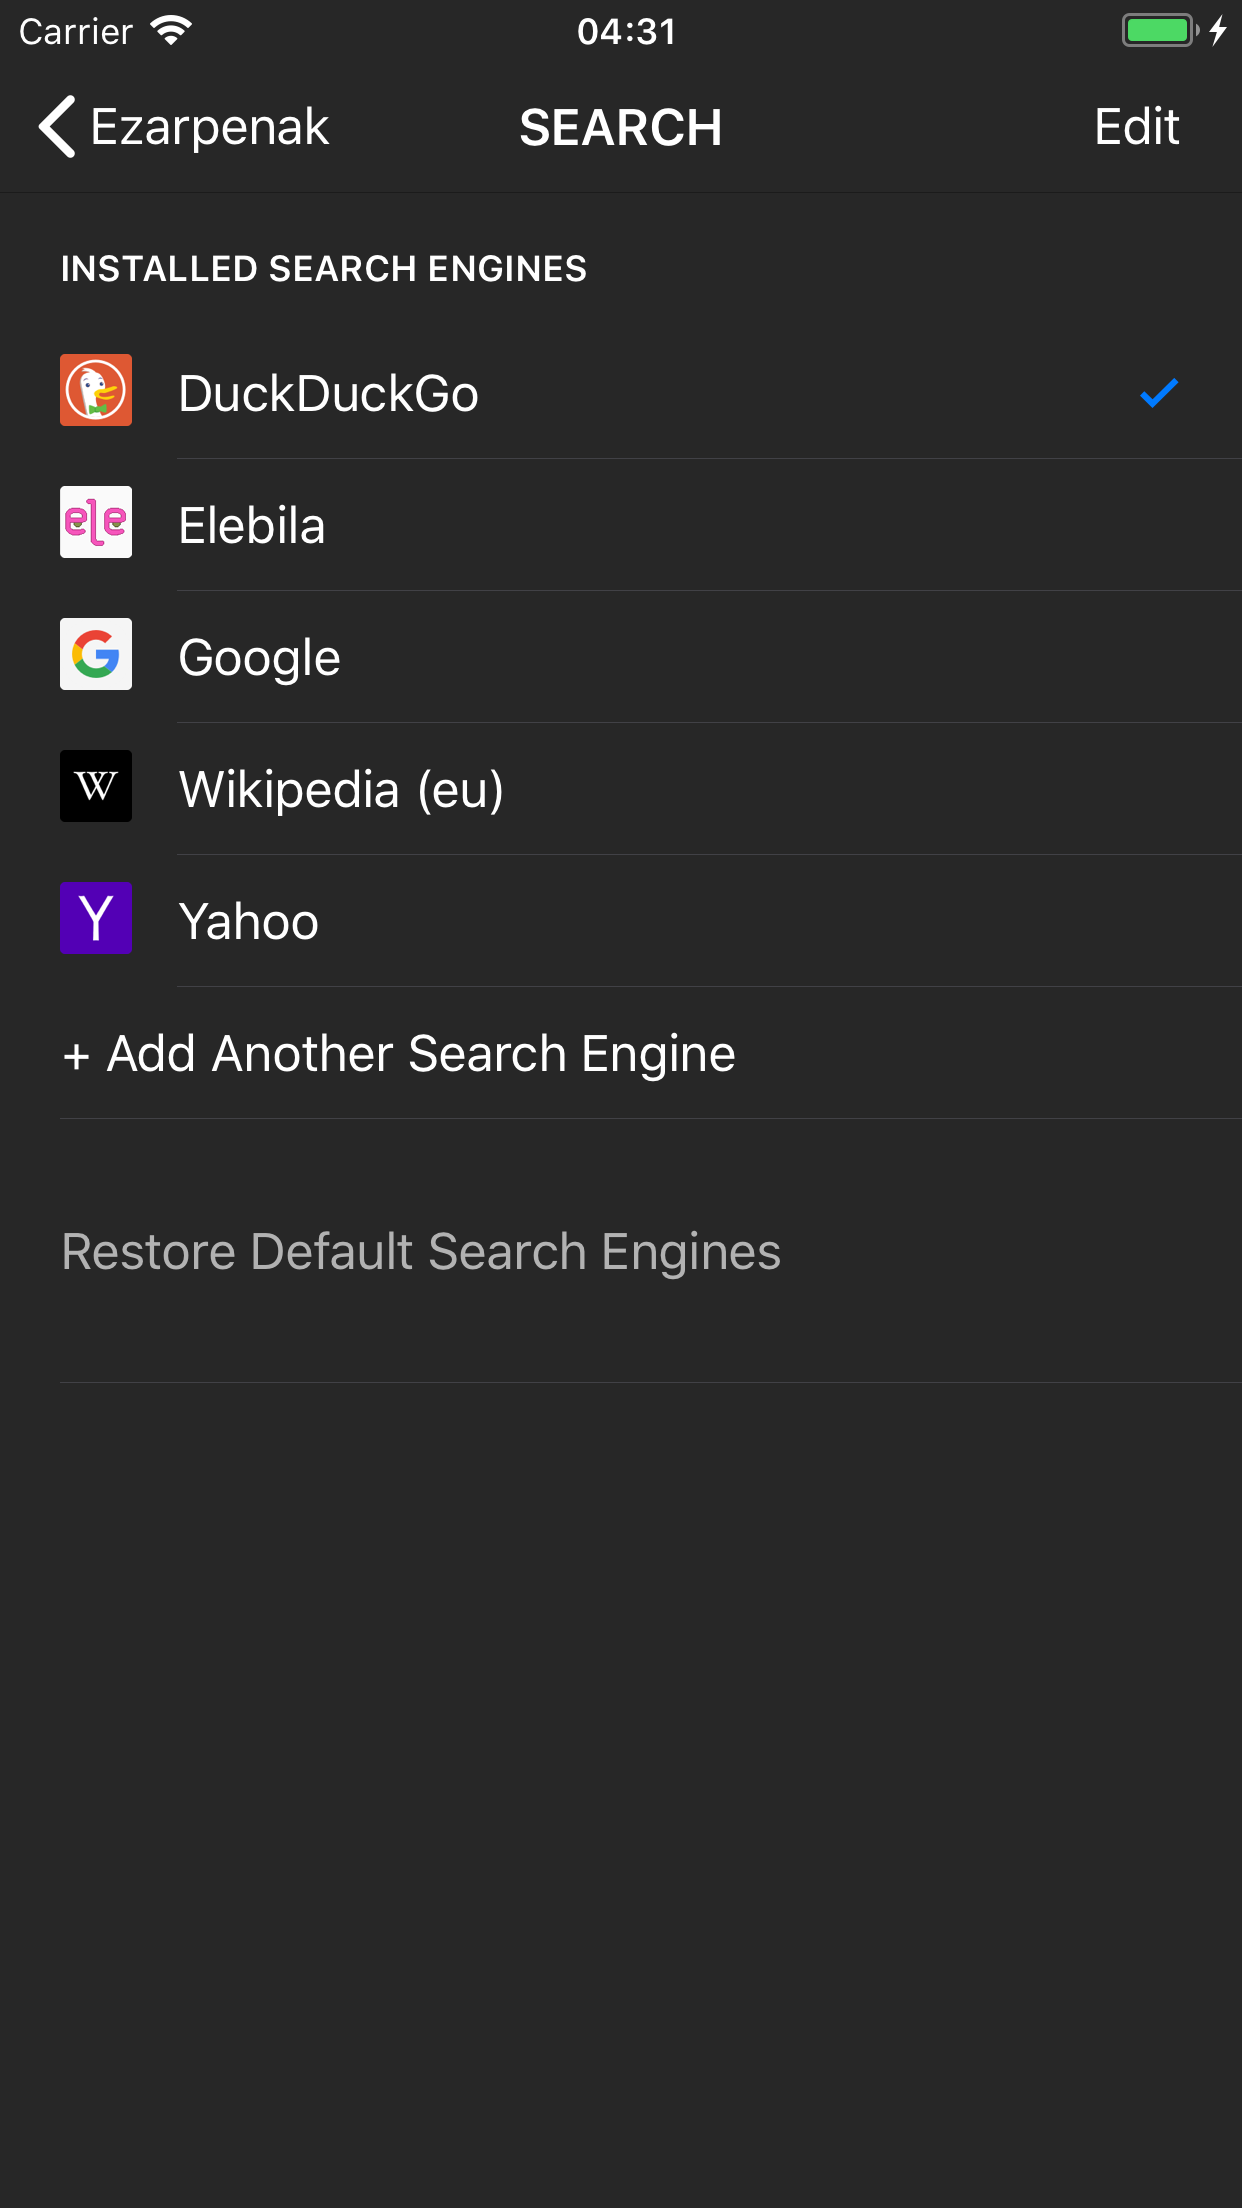 Carrier 04:31
Ezarpenak SEARCH Edit
INSTALLED SEARCH ENGINES
DuckDuckGo
ele Elebila
G Google
W Wikipedia (eu)
Y Yahoo
+ Add Another Search Engine
Restore Default Search Engines